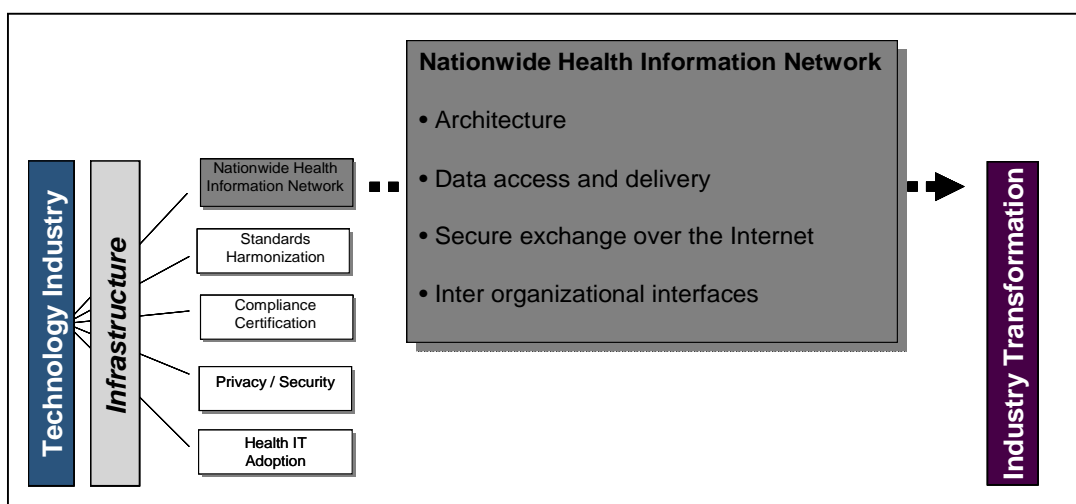 Technology Industry
Infrastructure
Nationwide Health
Information Network
Standards
Harmonization
Compliance
Certification
Privacy / Security
Health IT
Adoption
Nationwide Health Information Network
• Architecture
• Data access and delivery
• Secure exchange over the Internet
• Inter organizational interfaces
Industry Transformation